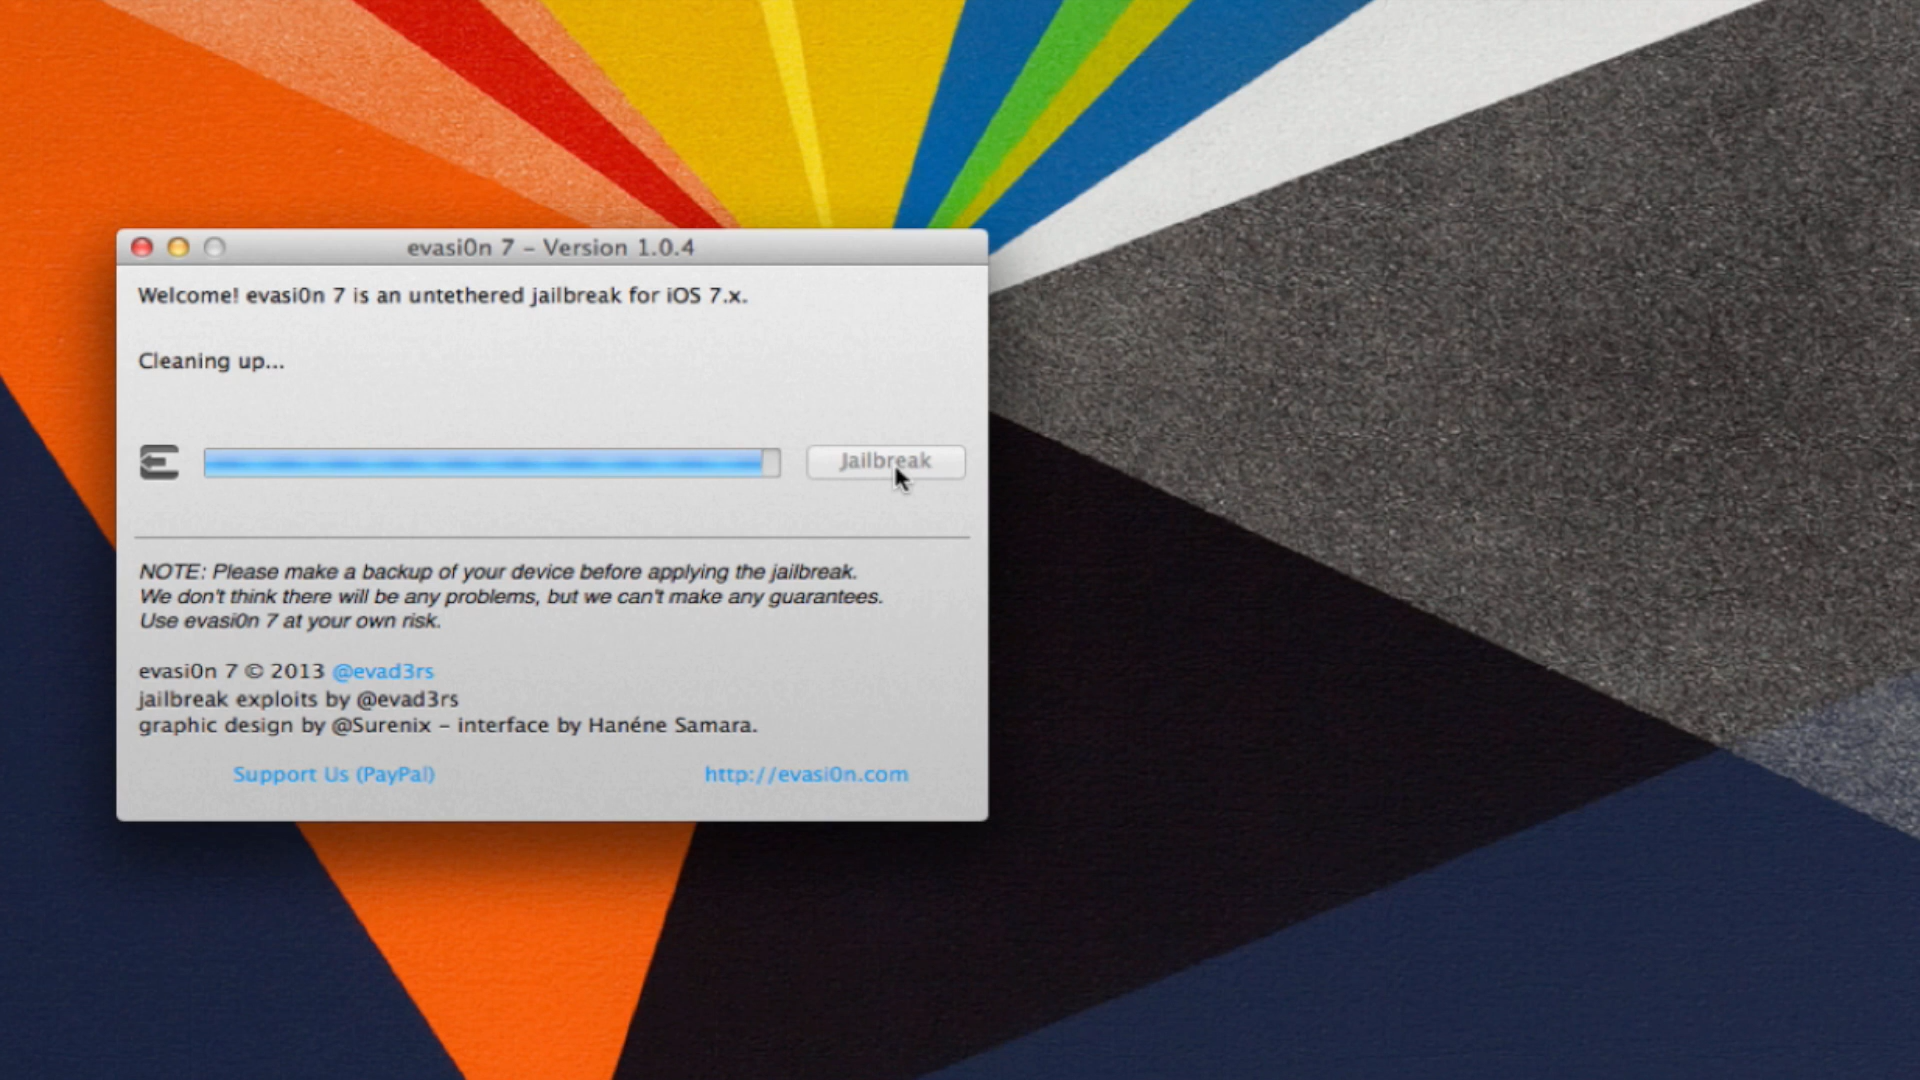 evasi0n 7 – Version 1.0.4
Welcome! evasi0n 7 is an untethered jailbreak for iOS 7.x.
Cleaning up...
Jailbreak
NOTE: Please make a backup of your device before applying the jailbreak.
We don't think there will be any problems, but we can't make any guarantees.
Use evasi0n 7 at your own risk.
evasi0n 7 © 2013 @evad3rs
jailbreak exploits by @evad3rs
graphic design by @Surenix – interface by Hanéne Samara.
Support Us (PayPal)
http://evasi0n.com